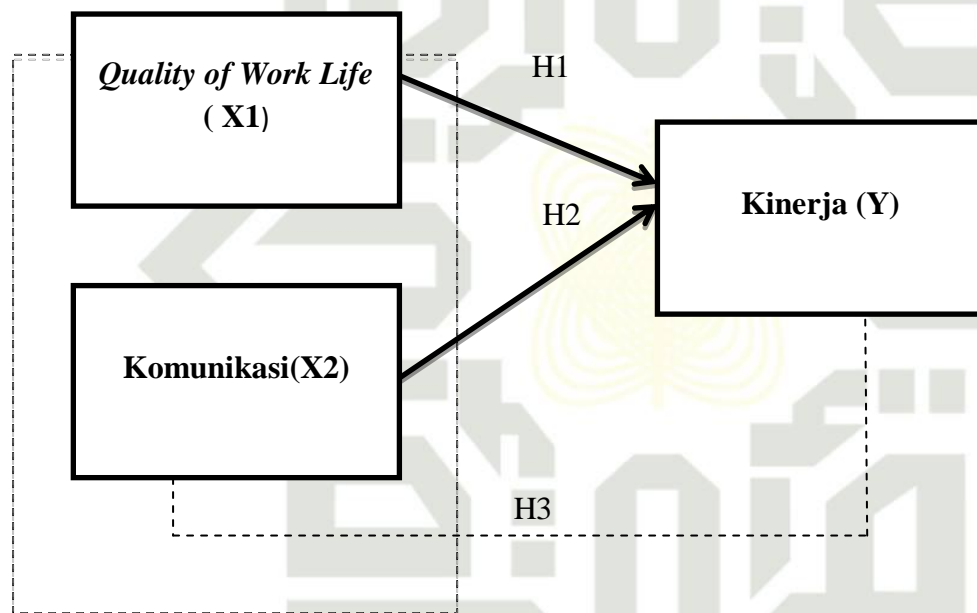 Quality of Work Life
( X1)
H1
Kinerja (Y)
H2
Komunikasi(X2)
H3